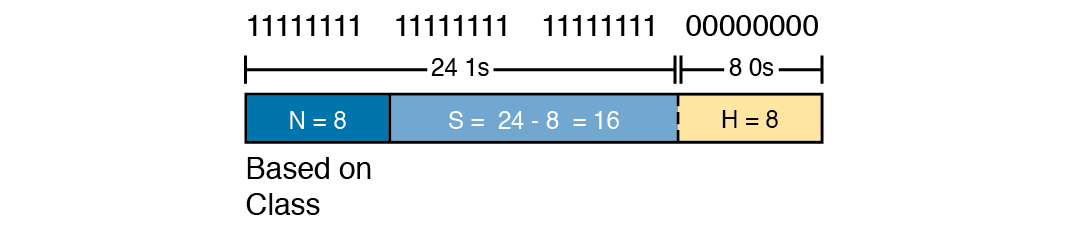 11111111 11111111 11111111 00000000
24 1s 8 0s
N = 8 S = 24 - 8 = 16 H = 8
Based on
Class